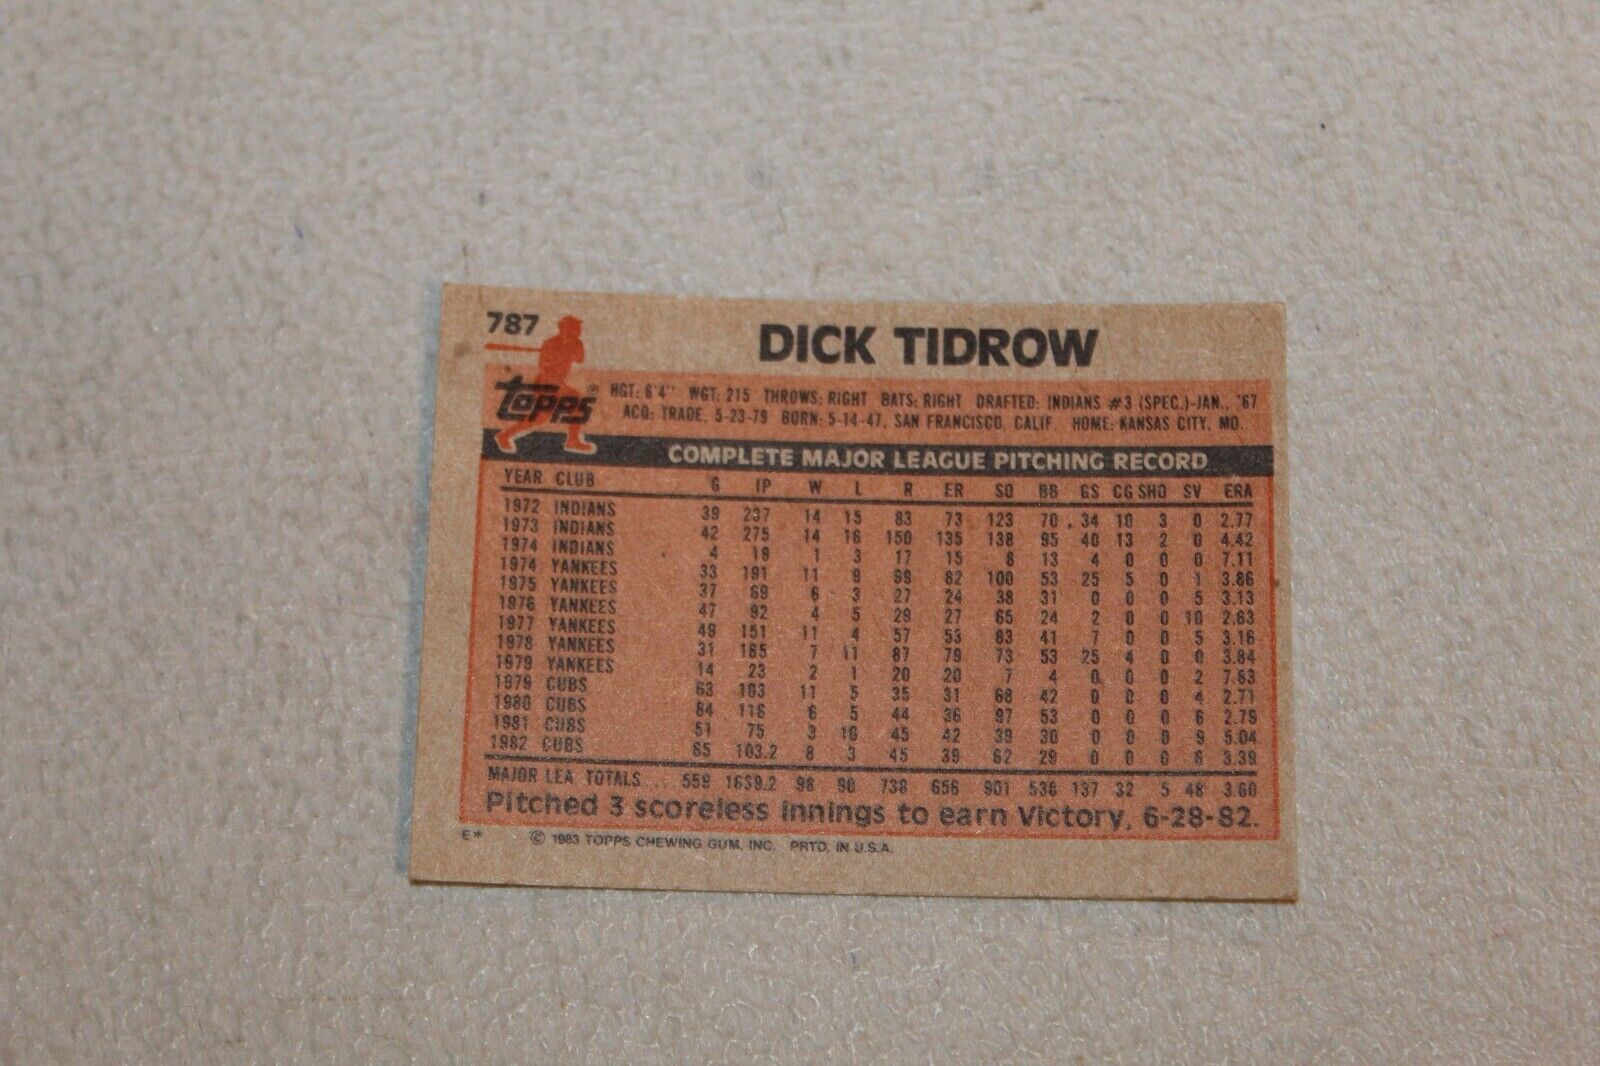 787
DICK TIDROW
Topps®
HGT: 6'4" WGT: 215 THROWS: RIGHT BATS: RIGHT DRAFTED: INDIANS #3 (SPEC.)-JAN., '67
ACQ: TRADE, 5-23-79 BORN: 5-14-47, SAN FRANCISCO, CALIF. HOME: KANSAS CITY, MO.
COMPLETE MAJOR LEAGUE PITCHING RECORD
YEAR CLUB G IP W L R ER SO BB GS CG SHO SV ERA
1972 INDIANS 39 237 14 15 83 73 123 70 34 10 3 0 2.77
1973 INDIANS 42 275 14 16 150 135 138 95 40 13 2 0 4.42
1974 INDIANS 4 19 1 3 17 15 8 13 4 0 0 0 7.11
1974 YANKEES 33 191 11 9 99 82 100 53 25 5 0 1 3.86
1975 YANKEES 37 69 6 3 27 24 38 31 0 0 0 5 3.13
1976 YANKEES 47 92 4 5 29 27 65 24 2 0 0 10 2.63
1977 YANKEES 49 151 11 4 57 53 83 41 7 0 0 5 3.16
1978 YANKEES 31 185 7 11 87 79 73 53 25 4 0 0 3.84
1979 YANKEES 14 23 2 1 20 20 7 4 0 0 0 2 7.83
1979 CUBS 63 103 11 5 35 31 68 42 0 0 0 4 2.71
1980 CUBS 84 116 6 5 44 36 97 53 0 0 0 6 2.79
1981 CUBS 51 75 3 10 45 42 39 30 0 0 0 9 5.04
1982 CUBS 65 103.2 8 3 45 39 62 29 0 0 0 6 3.39
MAJOR LEA. TOTALS... 559 1639.2 98 90 738 656 901 538 137 32 5 48 3.60
Pitched 3 scoreless innings to earn Victory, 6-28-82.
E* © 1983 TOPPS CHEWING GUM, INC. PRTD. IN U.S.A.